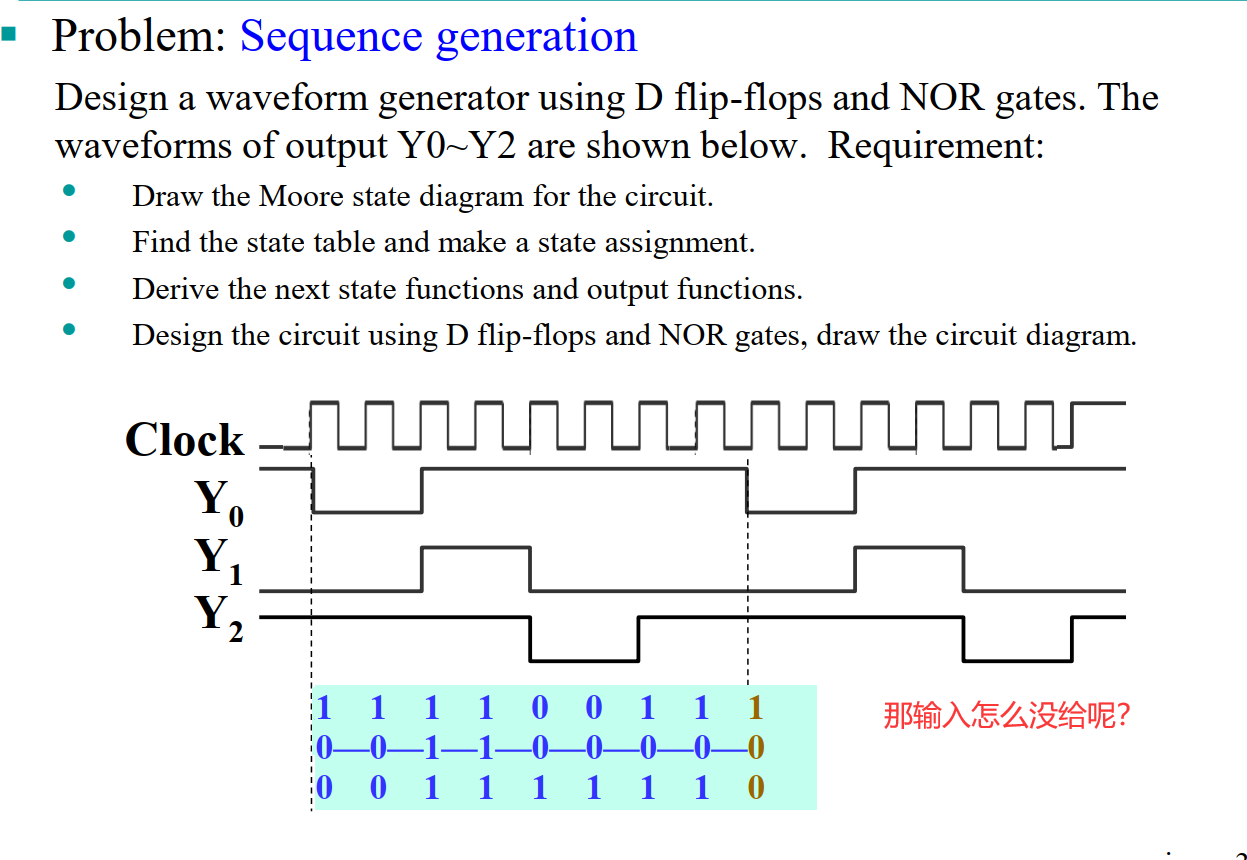 Problem: Sequence generation
Design a waveform generator using D flip-flops and NOR gates. The
waveforms of output Y0~Y2 are shown below. Requirement:
Draw the Moore state diagram for the circuit.
Find the state table and make a state assignment.
Derive the next state functions and output functions.
Design the circuit using D flip-flops and NOR gates, draw the circuit diagram.
Clock
Y0
Y1
Y2
1 1 1 1 0 0 1 1 1
0—0—1—1—0—0—0—0—0
0 0 1 1 1 1 1 1 0
那输入怎么没给呢?